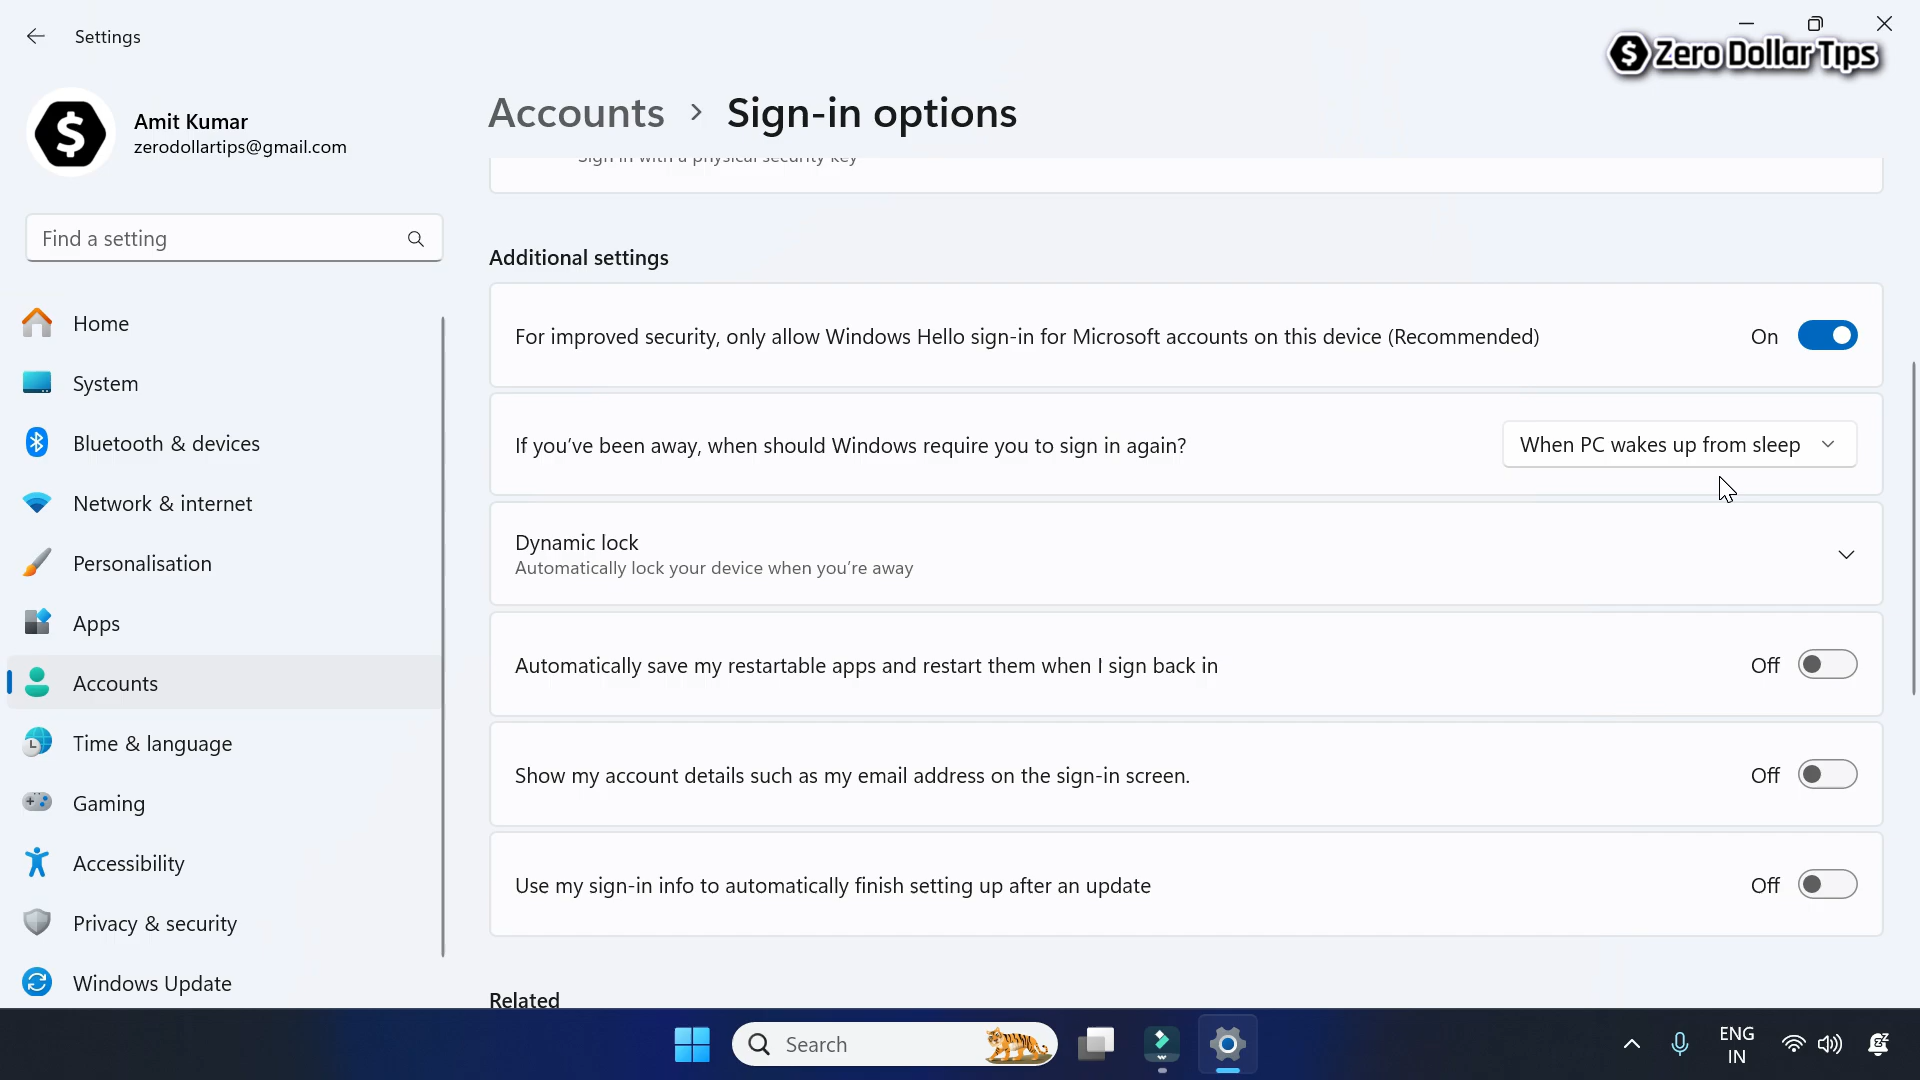 Settings
Zero Dollar Tips
Amit Kumar
zerodollartips@gmail.com
Find a setting
Home
System
Bluetooth & devices
Network & internet
Personalisation
Apps
Accounts
Time & language
Gaming
Accessibility
Privacy & security
Windows Update
Accounts > Sign-in options
Sign in with a physical security key
Additional settings
For improved security, only allow Windows Hello sign-in for Microsoft accounts on this device (Recommended) On
If you've been away, when should Windows require you to sign in again? When PC wakes up from sleep
Dynamic lock
Automatically lock your device when you're away
Automatically save my restartable apps and restart them when I sign back in Off
Show my account details such as my email address on the sign-in screen. Off
Use my sign-in info to automatically finish setting up after an update Off
Related
Search
ENG
IN